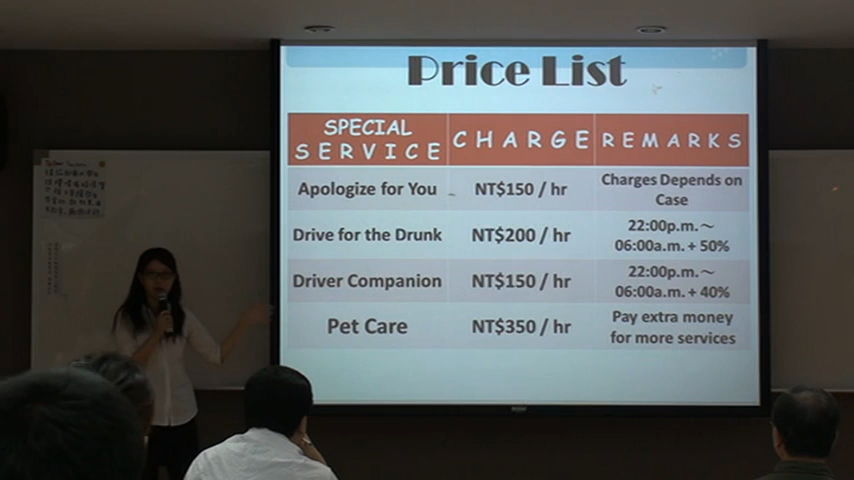 Price List
SPECIAL SERVICE CHARGE REMARKS
Apologize for You NT$150 / hr Charges Depends on Case
Drive for the Drunk NT$200 / hr 22:00p.m.～ 06:00a.m. + 50%
Driver Companion NT$150 / hr 22:00p.m.～ 06:00a.m. + 40%
Pet Care NT$350 / hr Pay extra money for more services